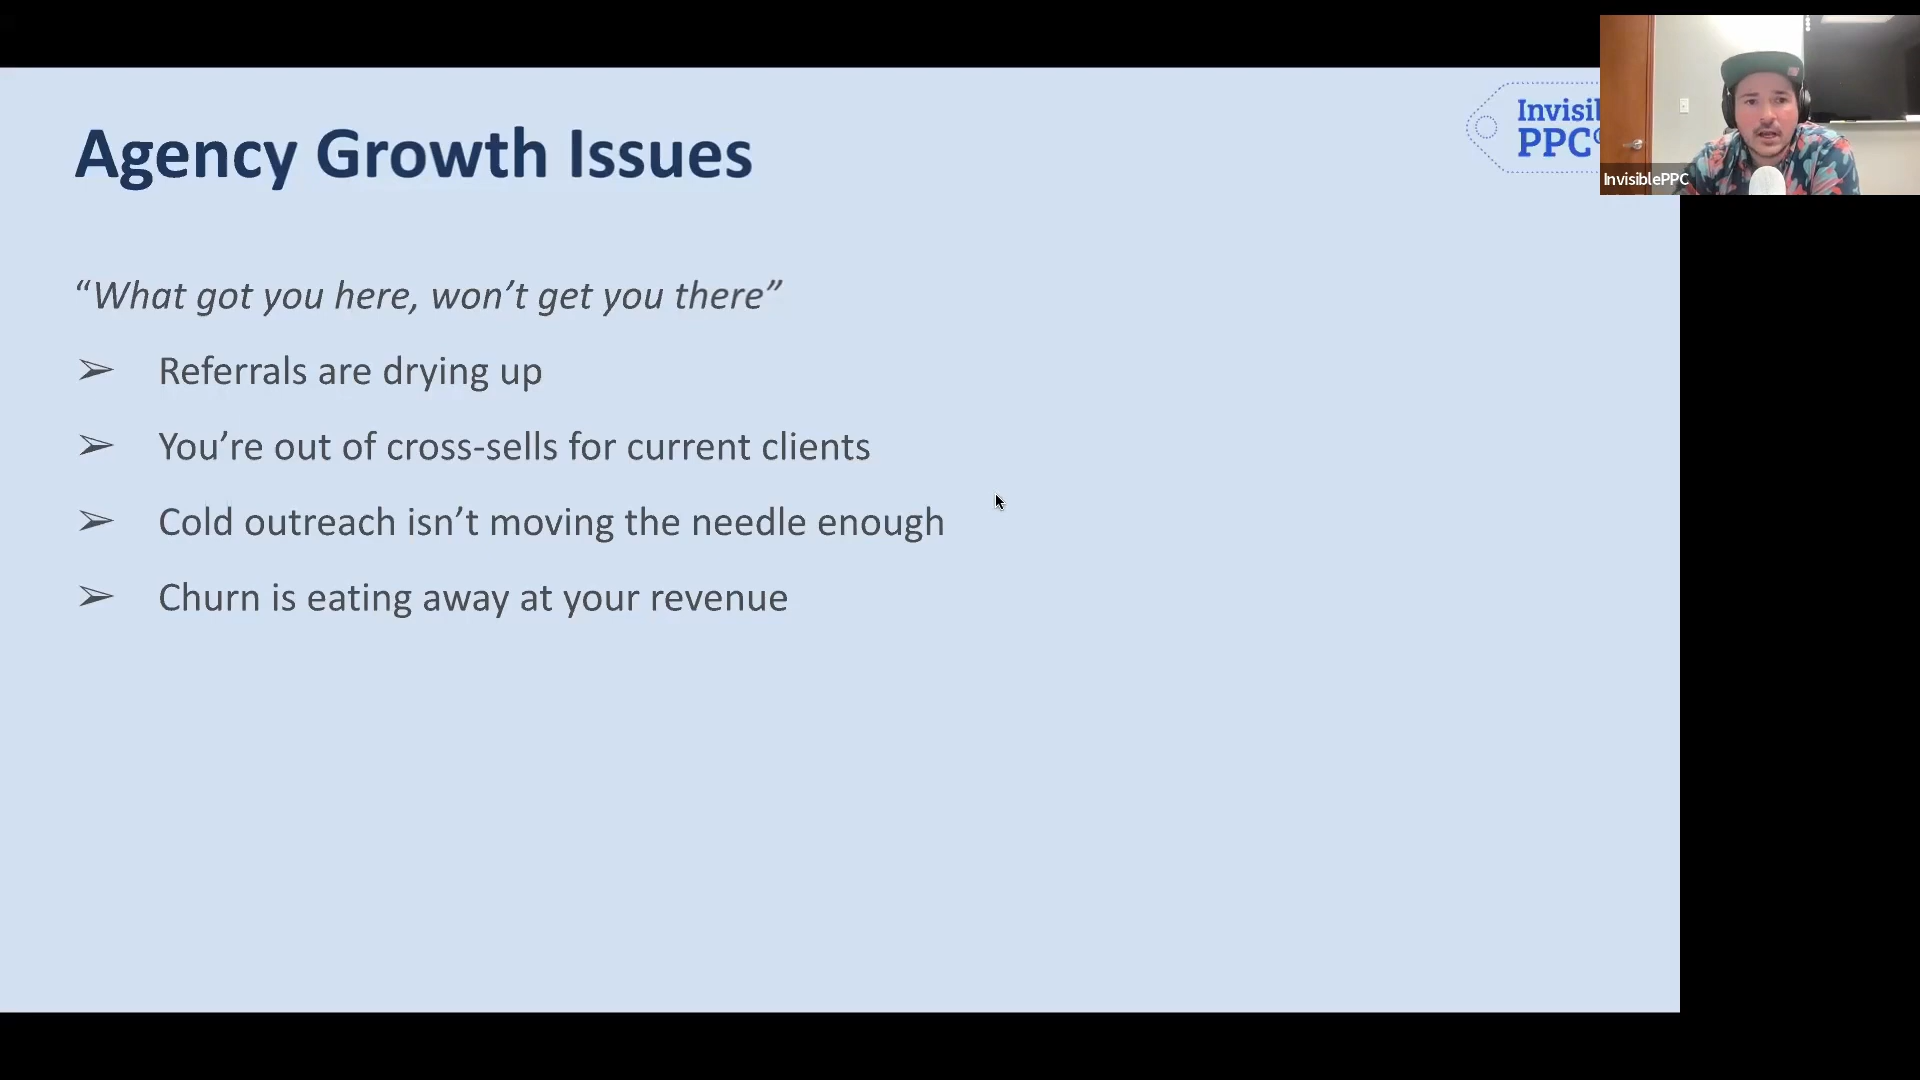 Agency Growth Issues
“What got you here, won’t get you there”
➢ Referrals are drying up
➢ You’re out of cross-sells for current clients
➢ Cold outreach isn’t moving the needle enough
➢ Churn is eating away at your revenue
PPC
InvisiblePPC